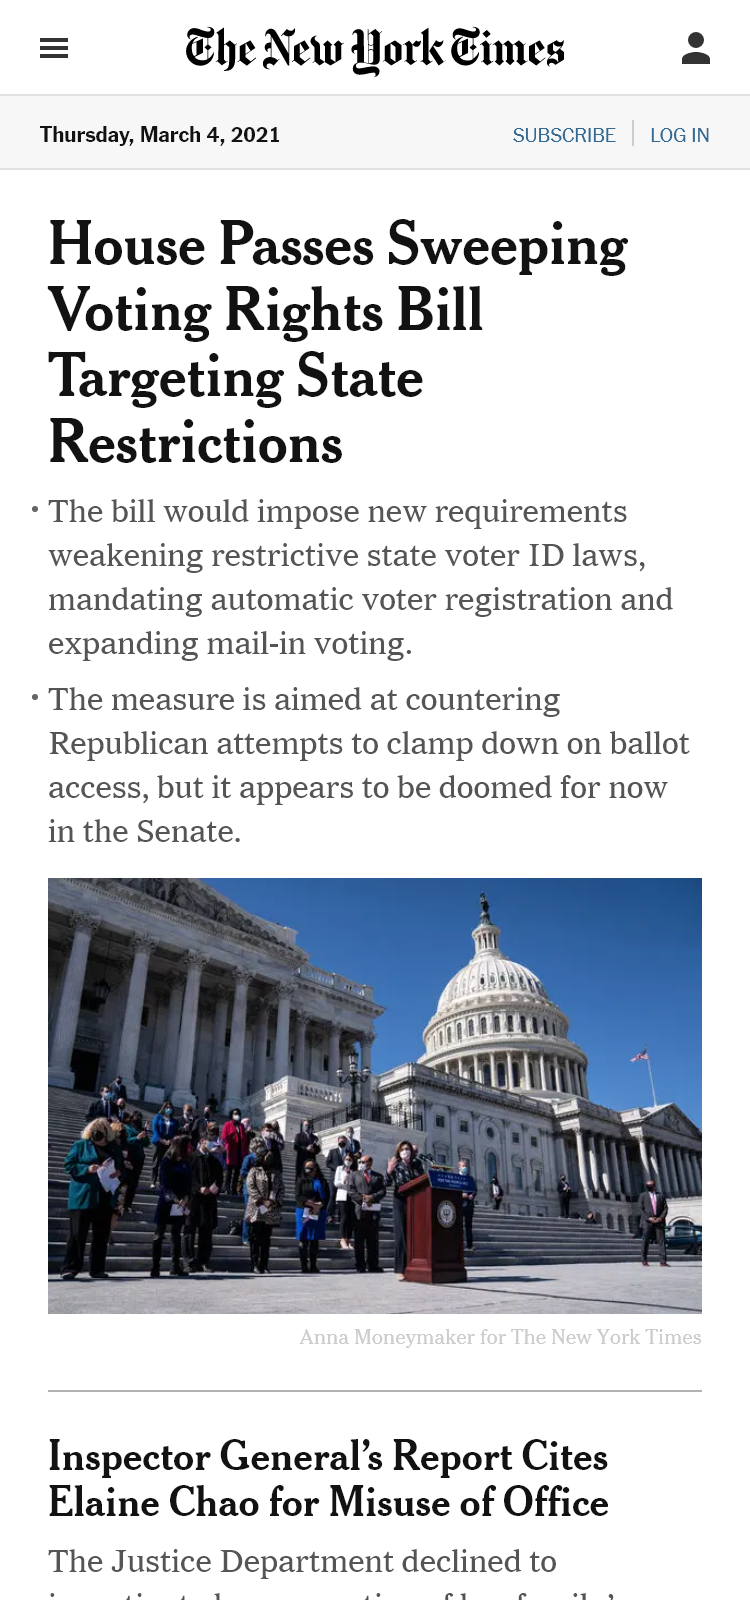 The New York Times
Thursday, March 4, 2021
SUBSCRIBE
LOG IN
House Passes Sweeping
Voting Rights Bill
Targeting State
Restrictions
• The bill would impose new requirements
weakening restrictive state voter ID laws,
mandating automatic voter registration and
expanding mail-in voting.
• The measure is aimed at countering
Republican attempts to clamp down on ballot
access, but it appears to be doomed for now
in the Senate.
Anna Moneymaker for The New York Times
Inspector General’s Report Cites
Elaine Chao for Misuse of Office
The Justice Department declined to